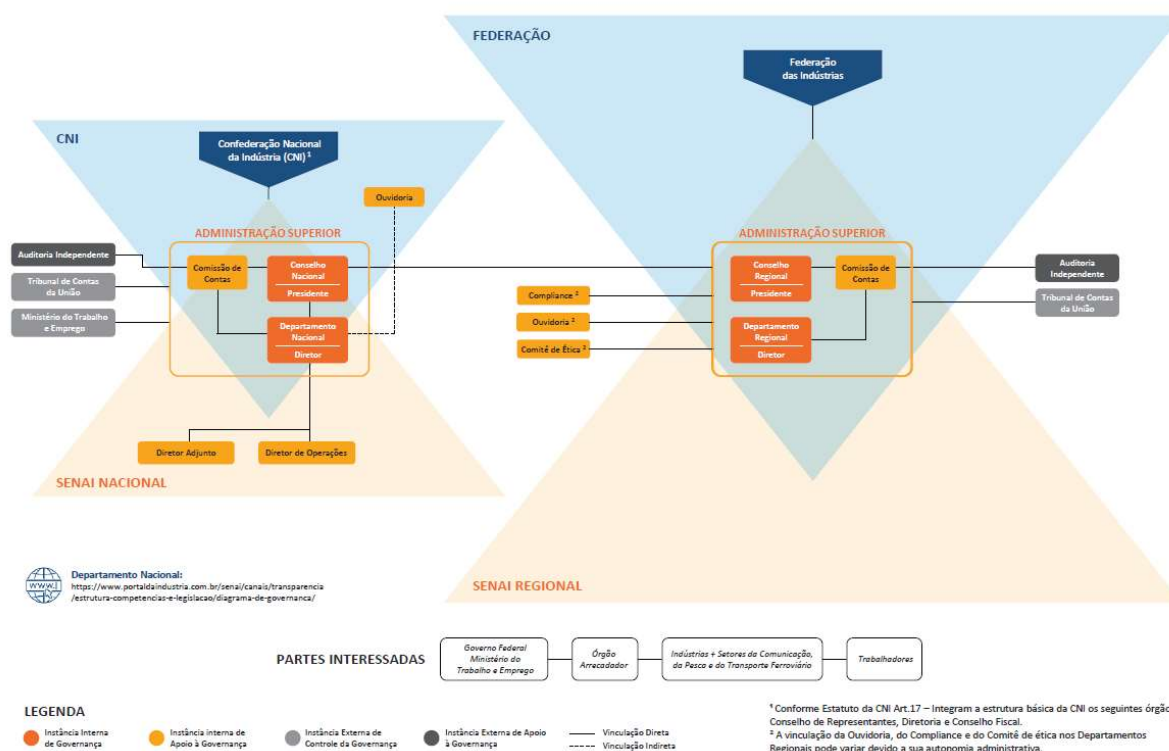 FEDERAÇÃO
Federação
das Indústrias
CNI
Confederação Nacional
da Indústria (CNI) ¹
Ouvidoria
ADMINISTRAÇÃO SUPERIOR
Auditoria Independente
Tribunal de Contas
da União
Ministério do Trabalho
e Emprego
Comissão de
Contas
Conselho
Nacional
Presidente
Departamento
Nacional
Diretor
Diretor Adjunto
Diretor de Operações
SENAI NACIONAL
ADMINISTRAÇÃO SUPERIOR
Compliance ²
Ouvidoria ²
Comitê de Ética ²
Conselho
Regional
Presidente
Comissão de
Contas
Departamento
Regional
Diretor
Auditoria
Independente
Tribunal de Contas
da União
SENAI REGIONAL
www.
Departamento Nacional:
https://www.portaldaindustria.com.br/senai/canais/transparencia
/estrutura-competencias-e-legislacao/diagrama-de-governanca/
PARTES INTERESSADAS
Governo Federal
Ministério do
Trabalho e Emprego
Órgão
Arrecadador
Indústrias + Setores da Comunicação,
da Pesca e do Transporte Ferroviário
Trabalhadores
LEGENDA
Instância Interna
de Governança
Instância interna de
Apoio à Governança
Instância Externa de
Controle da Governança
Instância Externa de Apoio
à Governança
Vinculação Direta
Vinculação Indireta
¹ Conforme Estatuto da CNI Art.17 – Integram a estrutura básica da CNI os seguintes órgão
Conselho de Representantes, Diretoria e Conselho Fiscal.
² A vinculação da Ouvidoria, do Compliance e do Comitê de ética nos Departamentos
Regionais pode variar devido a sua autonomia administrativa.